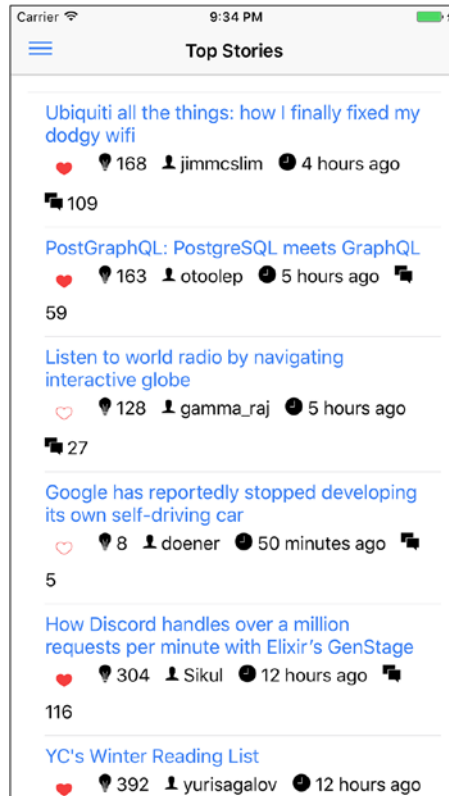 Carrier 9:34 PM
Top Stories
Ubiquiti all the things: how I finally fixed my
dodgy wifi
168 jimmcslim 4 hours ago
109
PostGraphQL: PostgreSQL meets GraphQL
163 otoolep 5 hours ago
59
Listen to world radio by navigating
interactive globe
128 gamma_raj 5 hours ago
27
Google has reportedly stopped developing
its own self-driving car
8 doener 50 minutes ago
5
How Discord handles over a million
requests per minute with Elixir’s GenStage
304 Sikul 12 hours ago
116
YC's Winter Reading List
392 yurisagalov 12 hours ago